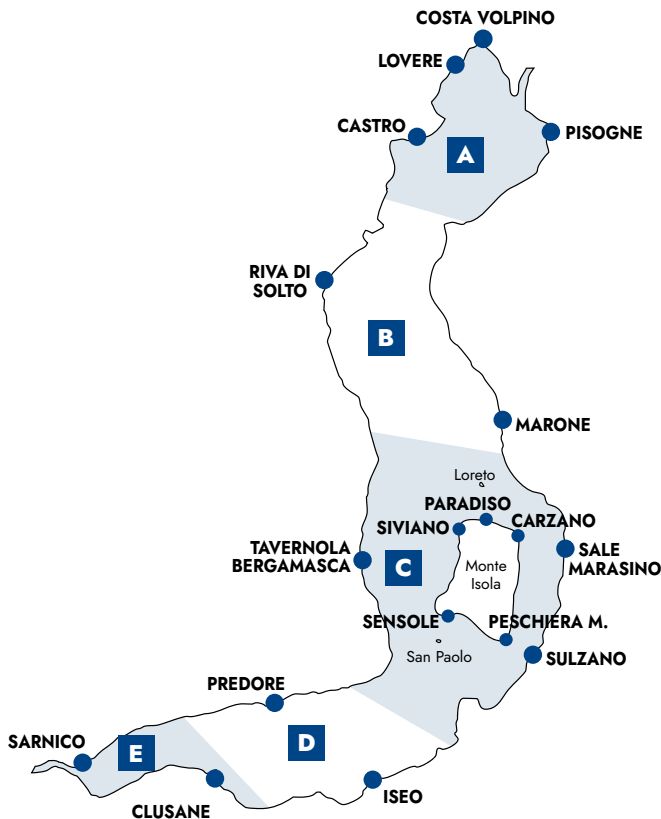 COSTA VOLPINO
LOVERE
CASTRO
PISOGNE
A
RIVA DI
SOLTO
B
MARONE
Loreto
PARADISO
SIVIANO
CARZANO
TAVERNOLA
BERGAMASCA
C
Monte
Isola
SALE
MARASINO
SENSOLE
PESCHIERA M.
San Paolo
SULZANO
PREDORE
SARNICO
E
D
CLUSANE
ISEO